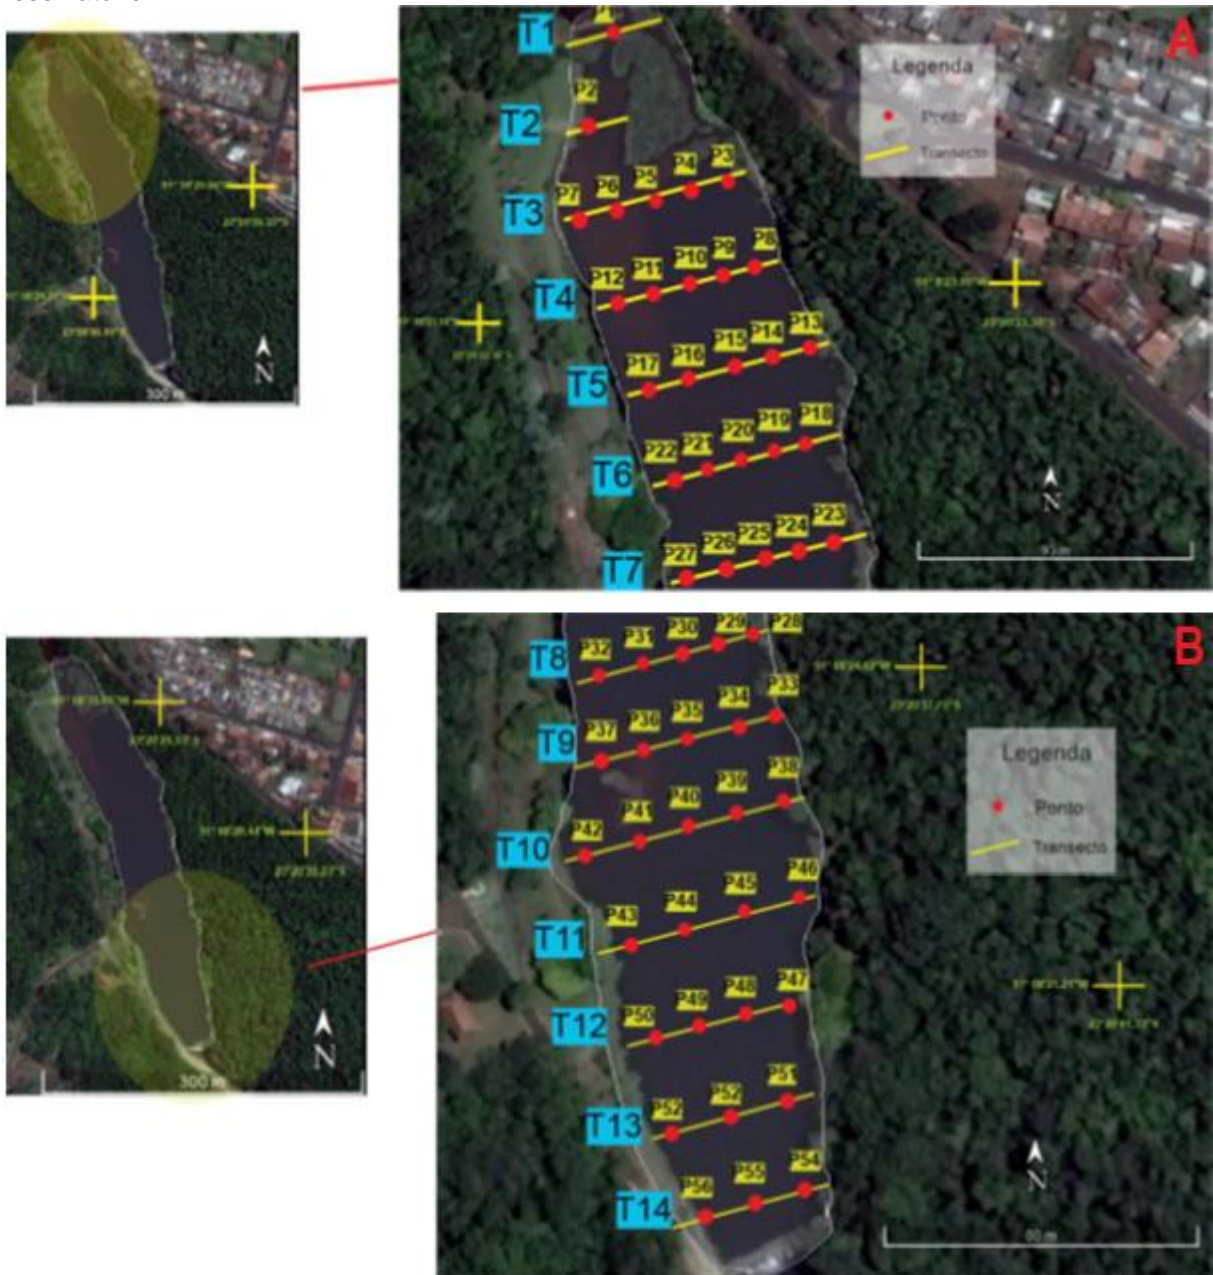 A
Legenda
Ponto
Transecto
N
300 m
T1
P1
T2
P2
T3
P7 P6 P5 P4 P3
T4
P12 P11 P10 P9 P8
T5
P17 P16 P15 P14 P13
T6
P22 P21 P20 P19 P18
T7
P27 P26 P25 P24 P23
N
B
Legenda
Ponto
Transecto
N
300 m
T8
P32 P31 P30 P29 P28
T9
P37 P36 P35 P34 P33
T10
P42 P41 P40 P39 P38
T11
P43 P44 P45 P46
T12
P50 P49 P48 P47
T13
P52 P52 P51
T14
P56 P55 P54
N